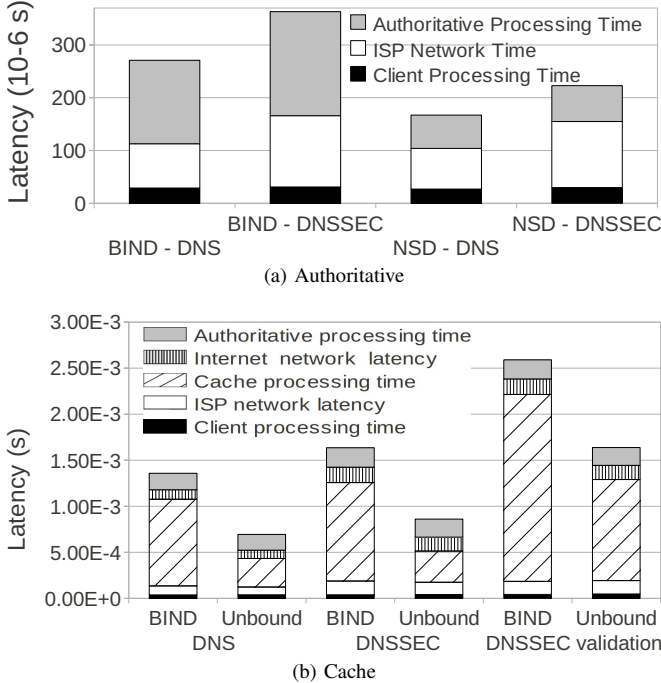 Latency (10-6 s)
300
200
100
0
Authoritative Processing Time
ISP Network Time
Client Processing Time
BIND - DNS
BIND - DNSSEC
NSD - DNS
NSD - DNSSEC
(a) Authoritative
Latency (s)
3.00E-3
2.50E-3
2.00E-3
1.50E-3
1.00E-3
5.00E-4
0.00E+0
Authoritative processing time
Internet network latency
Cache processing time
ISP network latency
Client processing time
BIND Unbound BIND Unbound BIND Unbound
DNS DNSSEC DNSSEC validation
(b) Cache